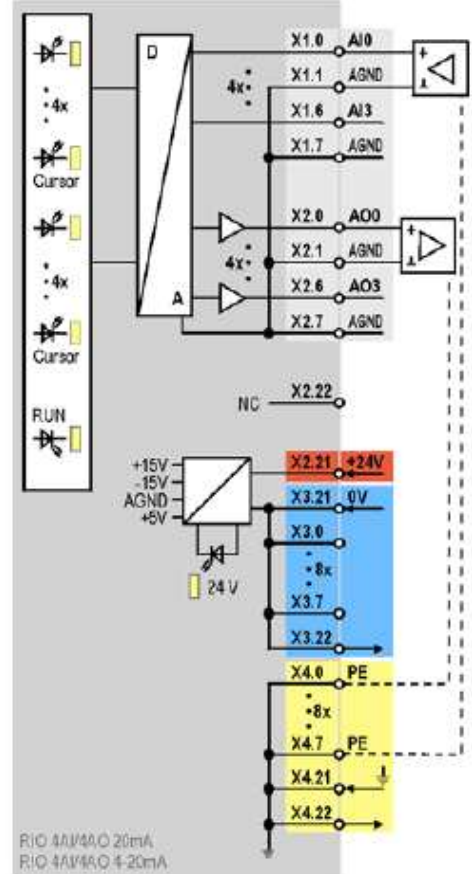 X1.0 AI0
D
X1.1 AGND
4x
4x
X1.6 AI3
X1.7 AGND
Cursor
X2.0 AO0
X2.1 AGND
4x
4x
A
X2.6 AO3
X2.7 AGND
Cursor
X2.22
NC
RUN
+15V
X2.21 +24V
-15V
AGND
X3.21 0V
+5V
X3.0
8x
24 V
X3.7
X3.22
X4.0 PE
8x
X4.7 PE
X4.21
X4.22
RIO 4AI/4AO 20mA
RIO 4AI/4AO 4-20mA